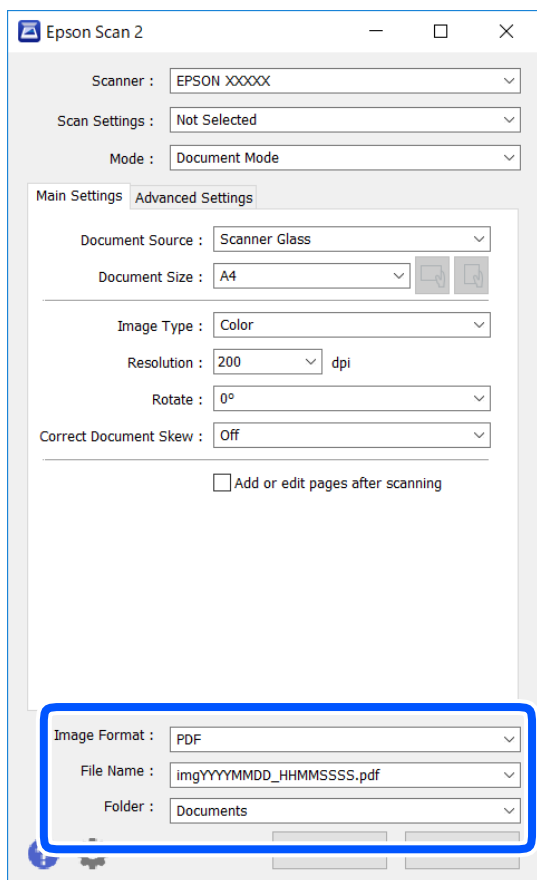 Epson Scan 2
Scanner : EPSON XXXXX
Scan Settings : Not Selected
Mode : Document Mode
Main Settings Advanced Settings
Document Source : Scanner Glass
Document Size : A4
Image Type : Color
Resolution : 200 dpi
Rotate : 0°
Correct Document Skew : Off
Add or edit pages after scanning
Image Format : PDF
File Name : imgYYYYMMDD_HHMMSSSS.pdf
Folder : Documents